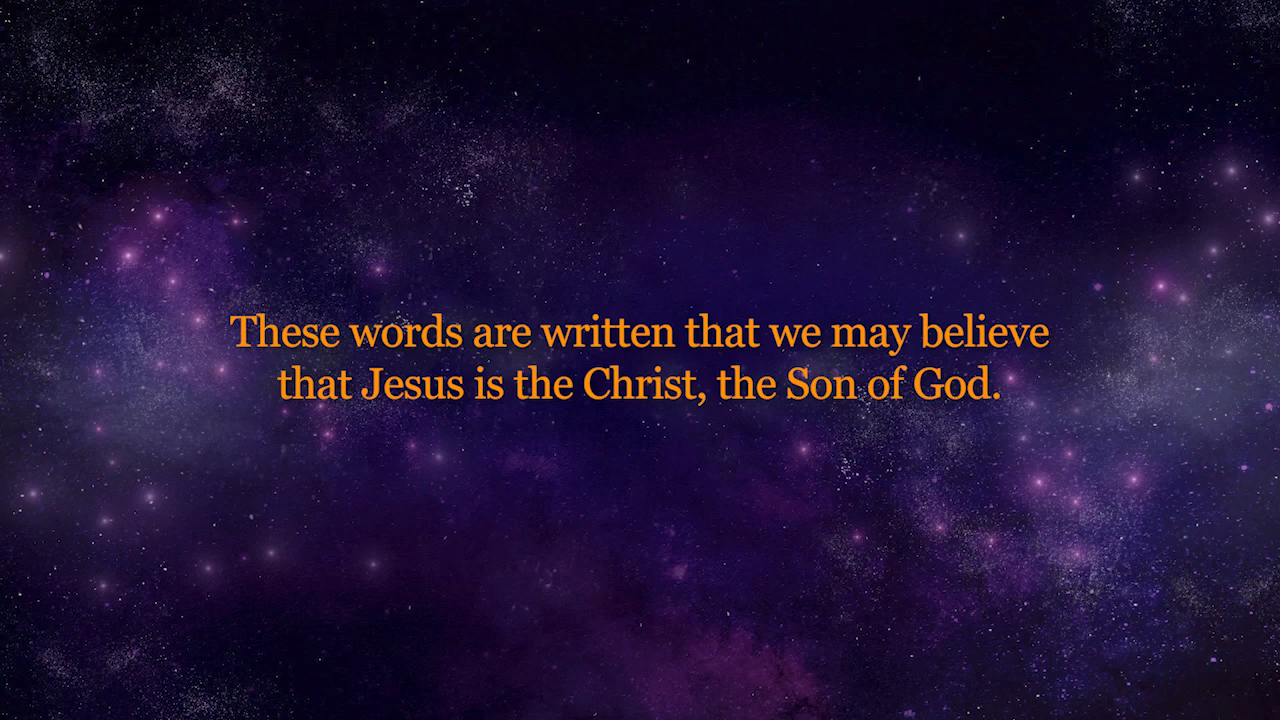 These words are written that we may believe
that Jesus is the Christ, the Son of God.